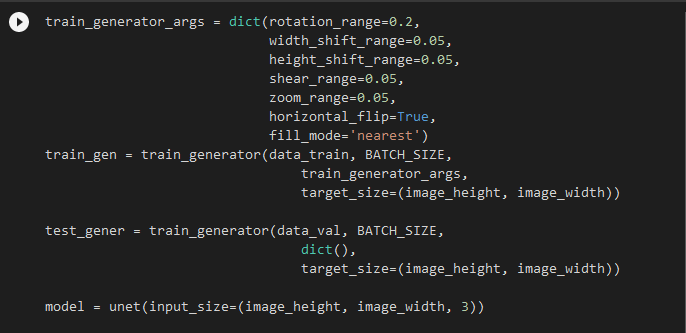 train_generator_args = dict(rotation_range=0.2,
                            width_shift_range=0.05,
                            height_shift_range=0.05,
                            shear_range=0.05,
                            zoom_range=0.05,
                            horizontal_flip=True,
                            fill_mode='nearest')
train_gen = train_generator(data_train, BATCH_SIZE,
                                train_generator_args,
                                target_size=(image_height, image_width))

test_gener = train_generator(data_val, BATCH_SIZE,
                                dict(),
                                target_size=(image_height, image_width))

model = unet(input_size=(image_height, image_width, 3))